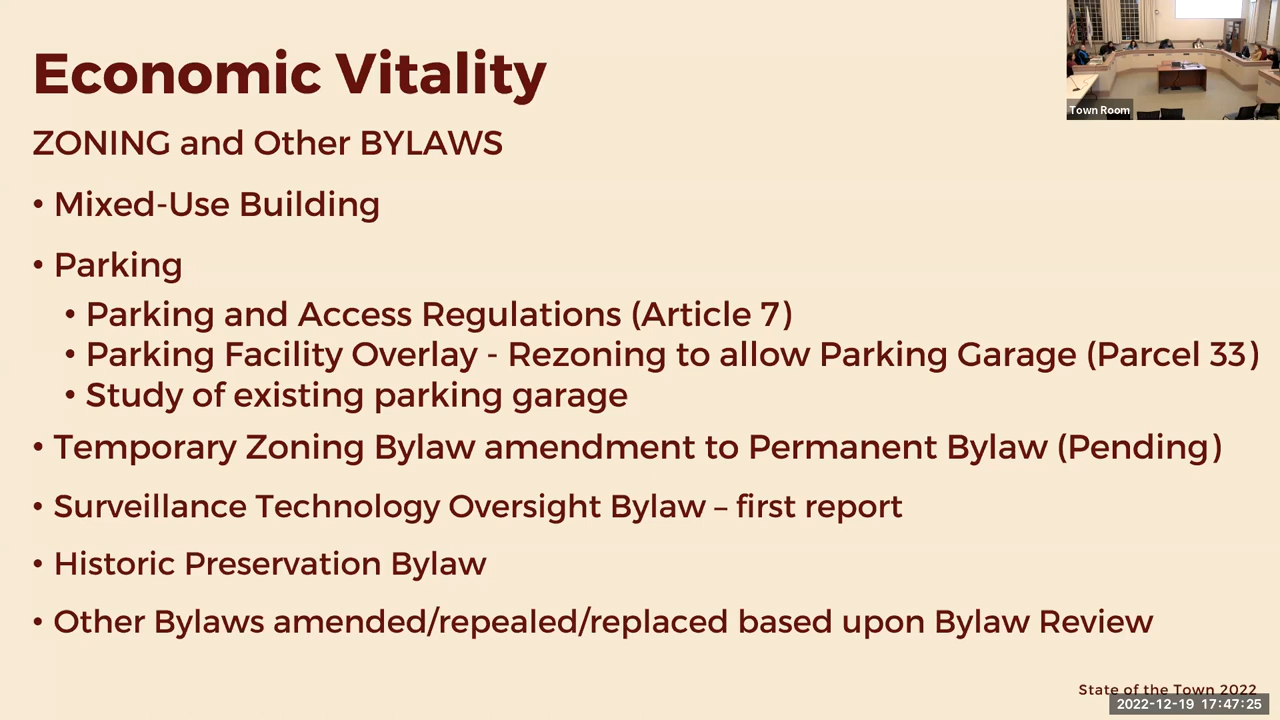 Economic Vitality
Town Room
ZONING and Other BYLAWS
• Mixed-Use Building
• Parking
• Parking and Access Regulations (Article 7)
• Parking Facility Overlay - Rezoning to allow Parking Garage (Parcel 33)
• Study of existing parking garage
• Temporary Zoning Bylaw amendment to Permanent Bylaw (Pending)
• Surveillance Technology Oversight Bylaw – first report
• Historic Preservation Bylaw
• Other Bylaws amended/repealed/replaced based upon Bylaw Review
State of the Town 2022
2022-12-19 17:47:25